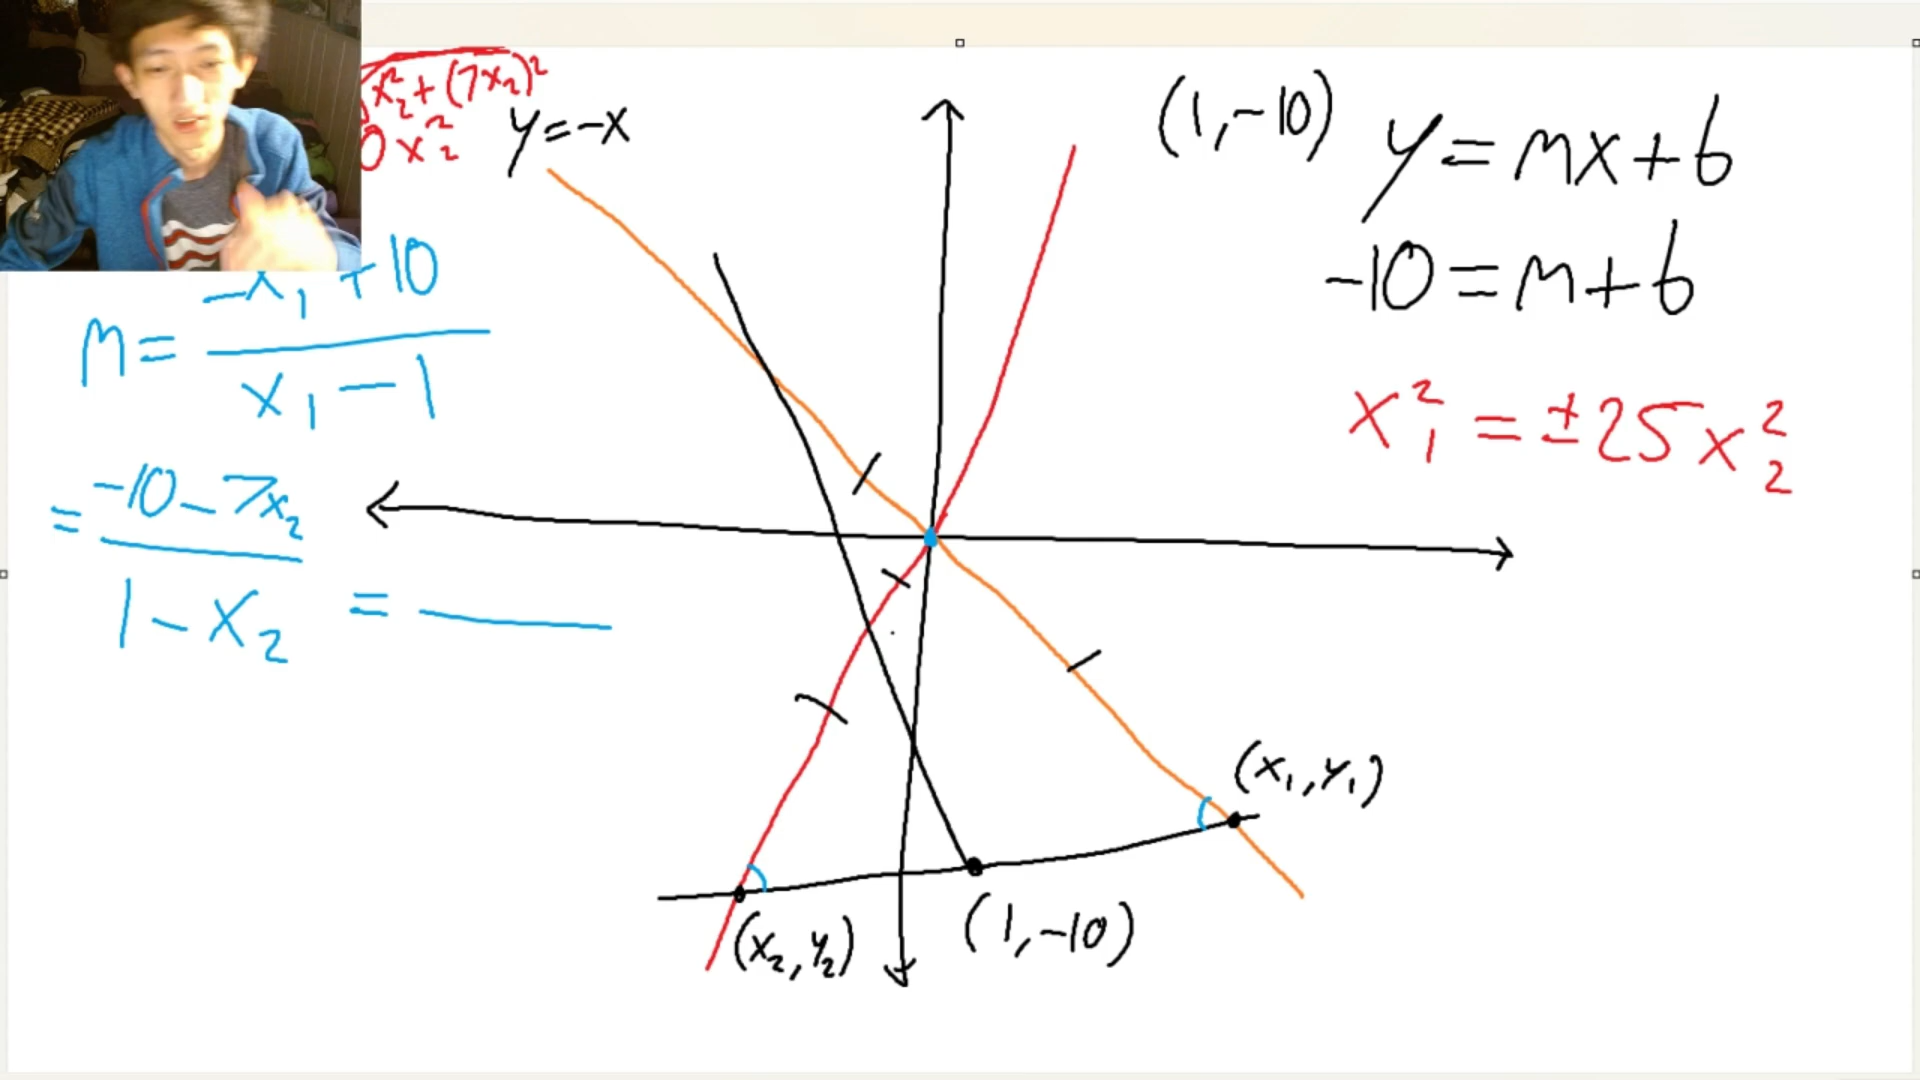 x₂² + (7x₂)²
0x₂²
y = -x
(1, -10)
y = mx + b
-10 = m + b
x₁² = ± 25x₂²
m = (-x₁ + 10) / (x₁ - 1)
= (-10 - 7x₂) / (1 - x₂) =
(x₁, y₁)
(x₂, y₂)
(1, -10)